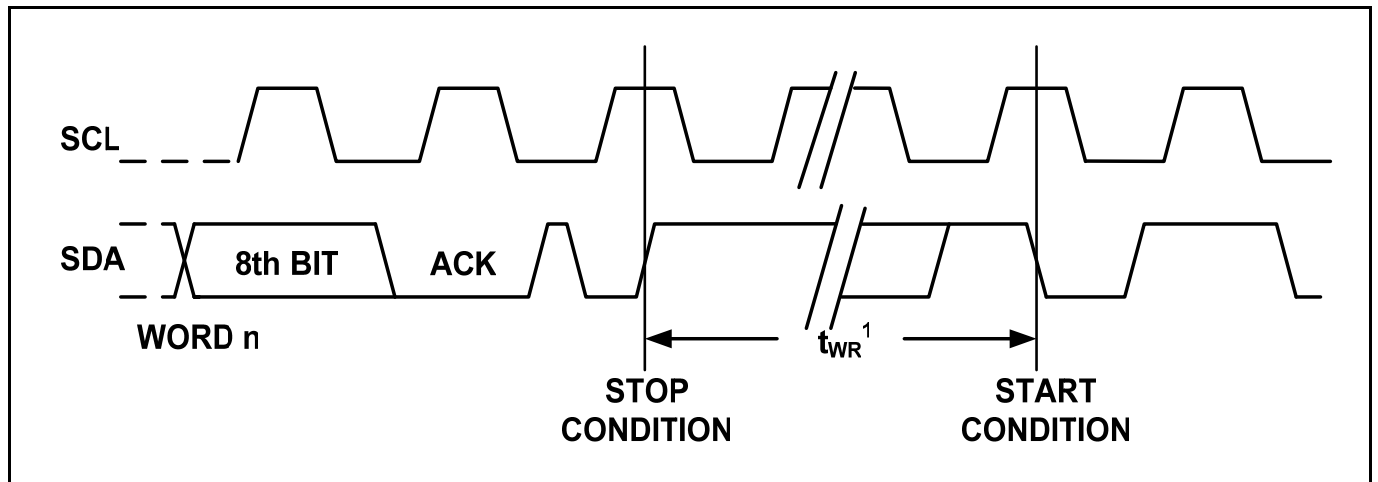 SCL
SDA
8th BIT
ACK
WORD n
tWR1
STOP
CONDITION
START
CONDITION